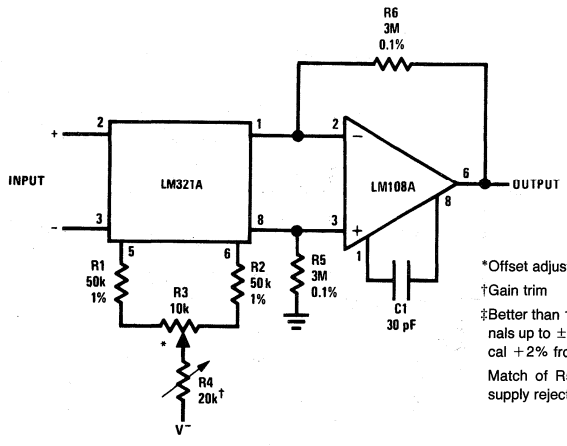 R6
3M
0.1%
+
2
1
2
−
6
OUTPUT
INPUT
LM321A
LM108A
8
−
3
8
3
+
1
5
6
R1
50k
1%
R2
50k
1%
R3
10k
*
R4
20k†
V−
R5
3M
0.1%
C1
30 pF
*Offset adjus
†Gain trim
‡Better than
nals up to ±
cal +2% fro
Match of R
supply reject